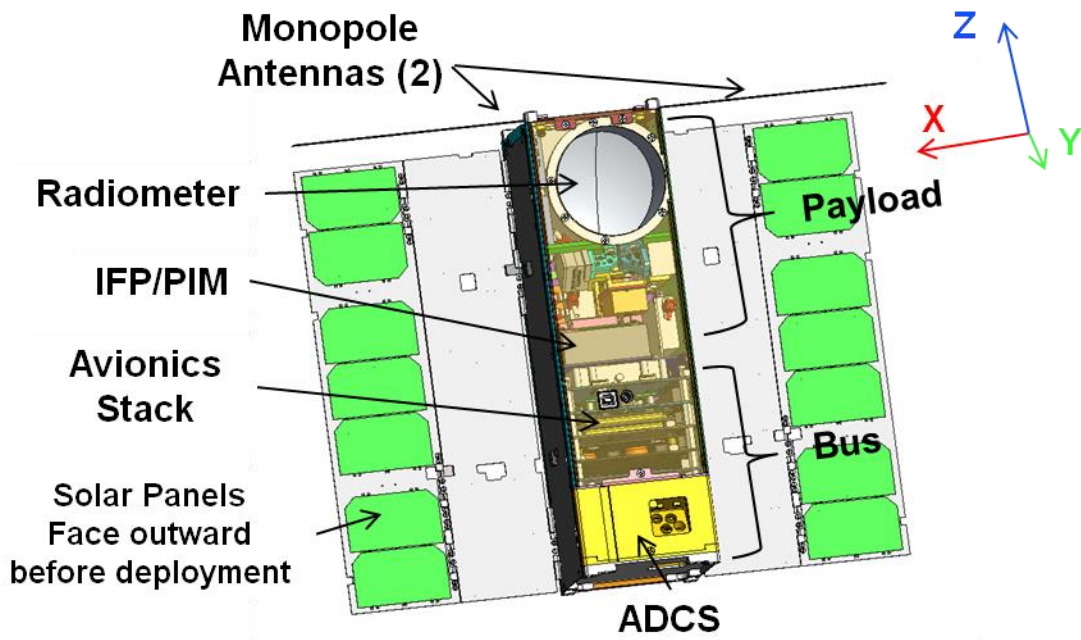 Monopole
Antennas (2)
Z
X
Y
Radiometer
Payload
IFP/PIM
Avionics
Stack
Bus
Solar Panels
Face outward
before deployment
ADCS